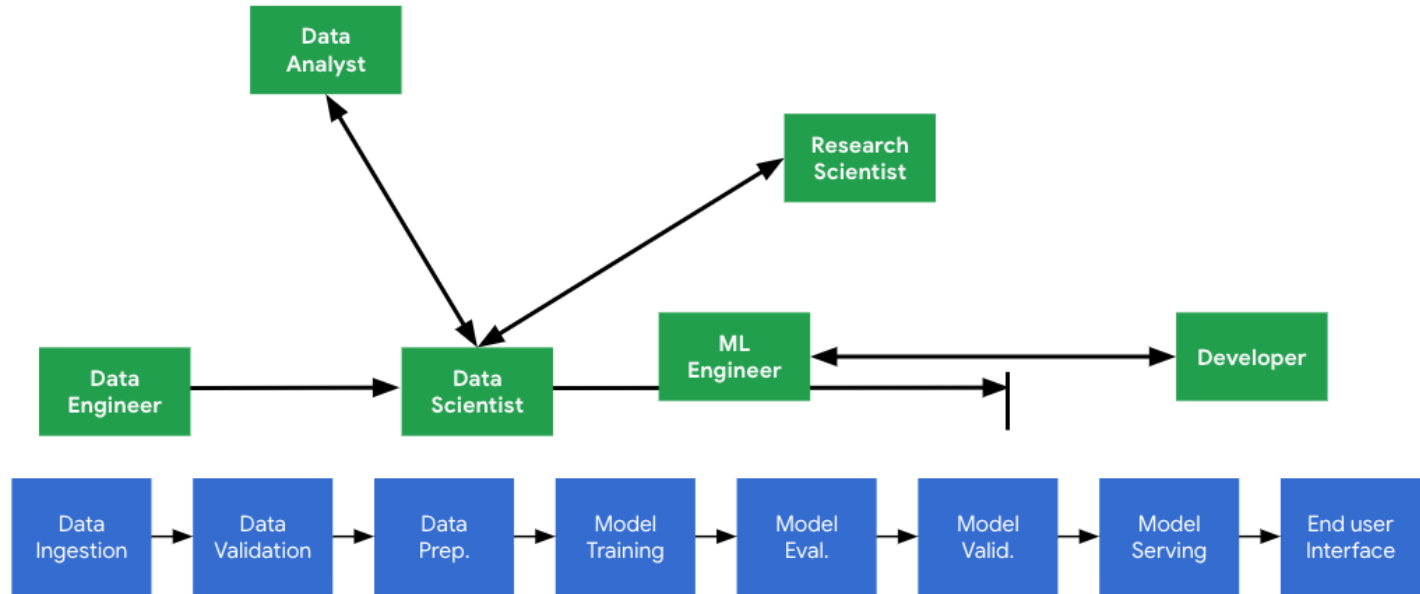 Data
Analyst
Research
Scientist
ML
Engineer
Developer
Data
Engineer
Data
Scientist
Data
Ingestion
Data
Validation
Data
Prep.
Model
Training
Model
Eval.
Model
Valid.
Model
Serving
End user
Interface